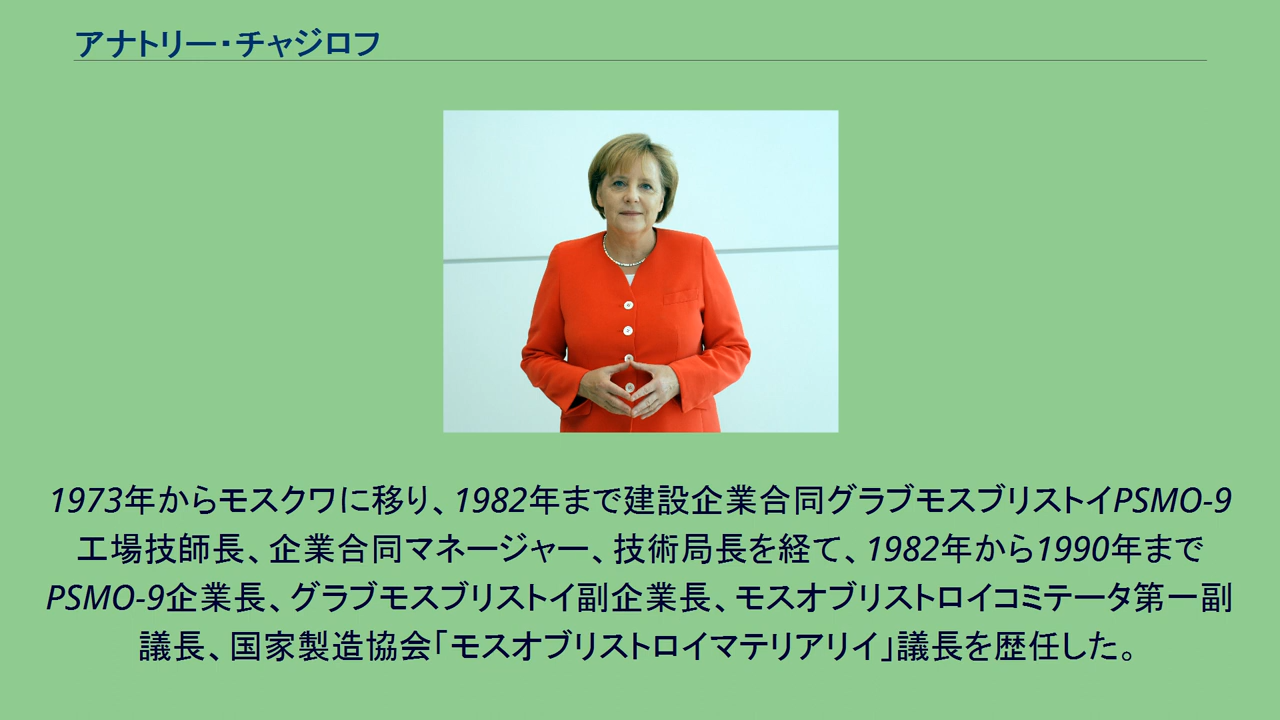 アナトリー・チャジロフ
1973年からモスクワに移り、1982年まで建設企業合同グラブモスブリストイPSMO-9
工場技師長、企業合同マネージャー、技術局長を経て、1982年から1990年まで
PSMO-9企業長、グラブモスブリストイ副企業長、モスオブリストロイコミテータ第一副
議長、国家製造協会「モスオブリストロイマテリアリイ」議長を歴任した。